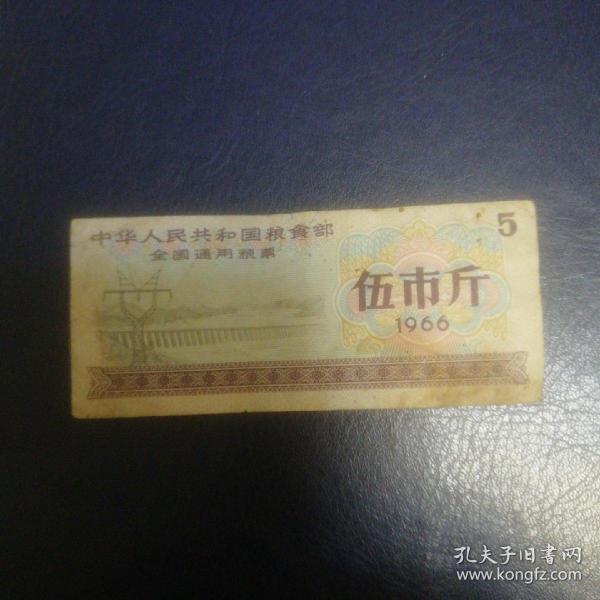 中华人民共和国粮食部
全国通用粮票
5
伍市斤
1966
孔夫子旧书网
www.kongfz.com